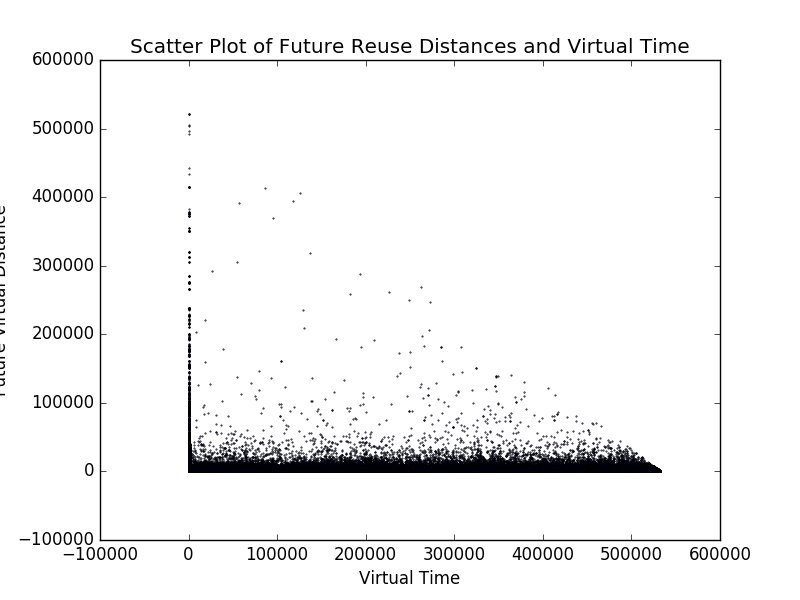 Scatter Plot of Future Reuse Distances and Virtual Time
600000
500000
400000
300000
200000
100000
0
−100000
Future Virtual Distance
−100000 0 100000 200000 300000 400000 500000 600000
Virtual Time